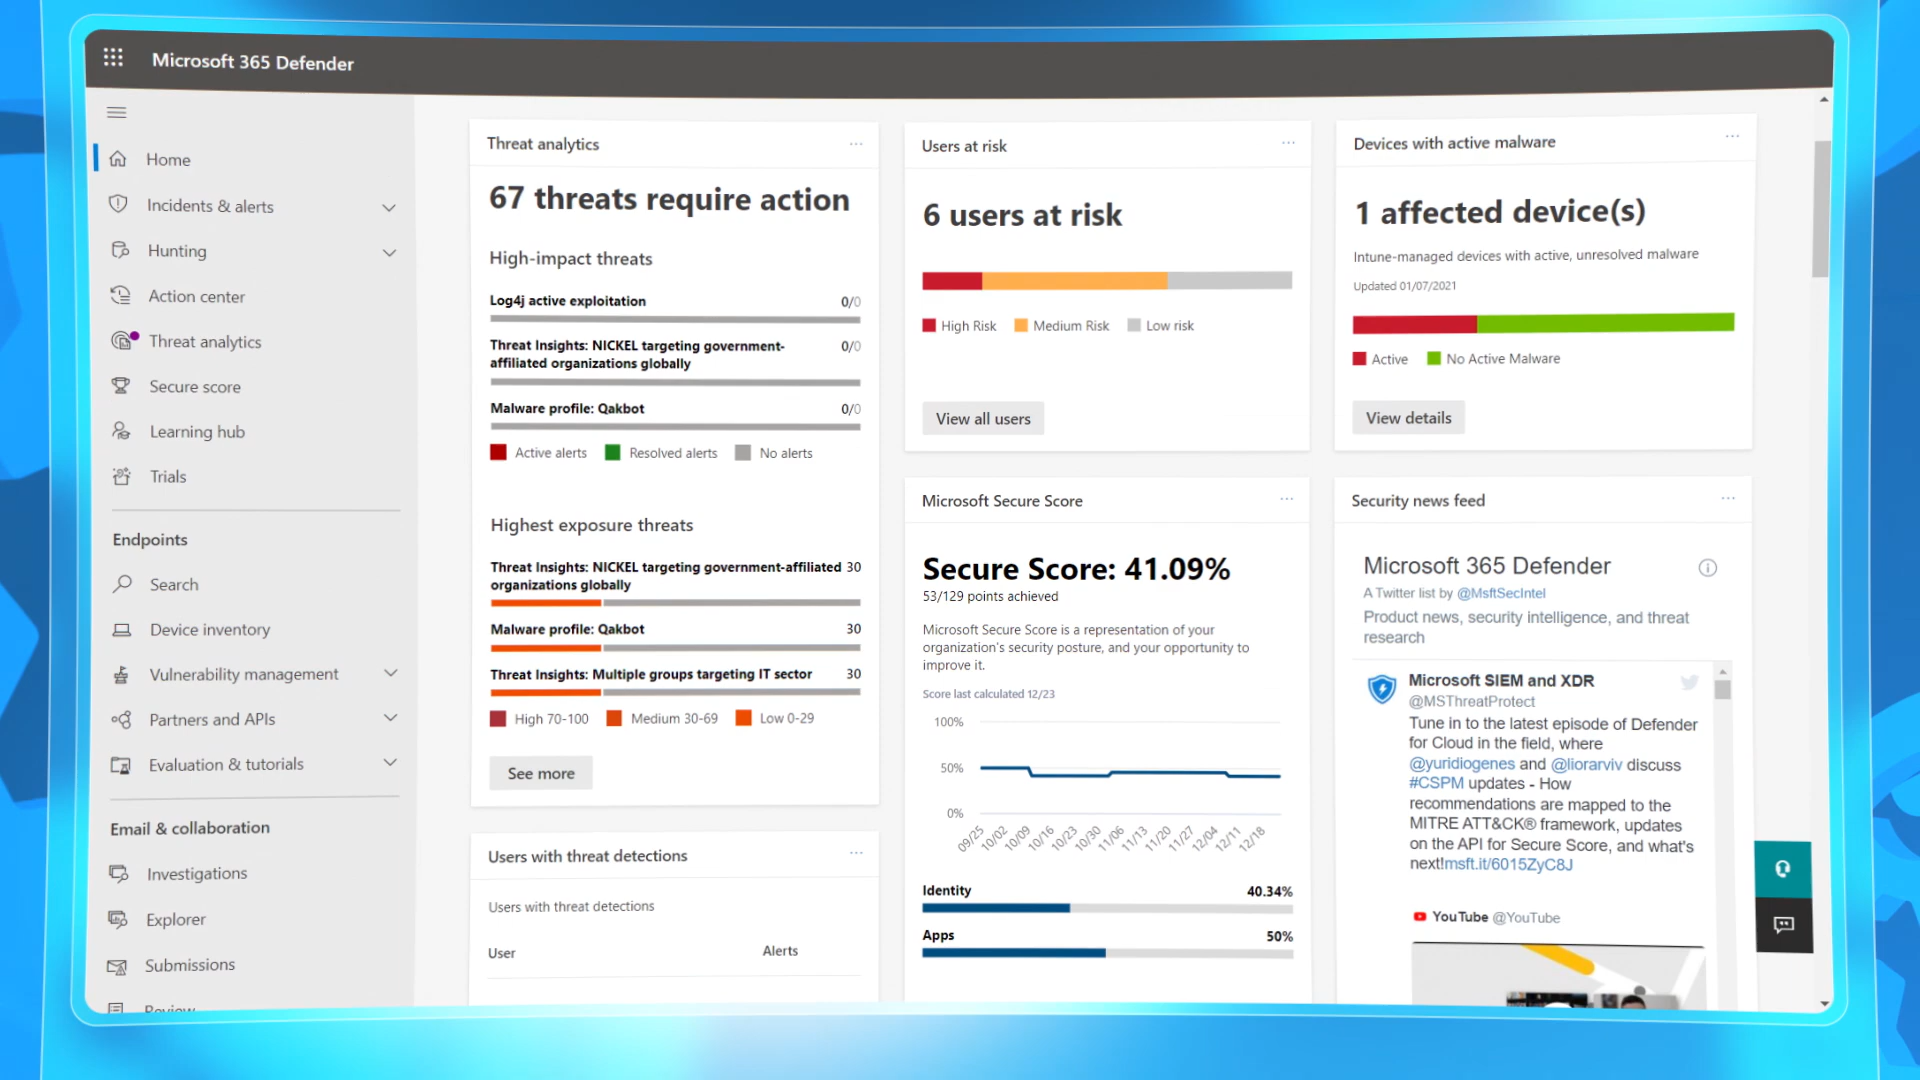 Microsoft 365 Defender
Home
Incidents & alerts
Hunting
Action center
Threat analytics
Secure score
Learning hub
Trials
Endpoints
Search
Device inventory
Vulnerability management
Partners and APIs
Evaluation & tutorials
Email & collaboration
Investigations
Explorer
Submissions
Review
Threat analytics
67 threats require action
High-impact threats
Log4j active exploitation 0/0
Threat Insights: NICKEL targeting government- 0/0
affiliated organizations globally
Malware profile: Qakbot 0/0
Active alerts Resolved alerts No alerts
Highest exposure threats
Threat Insights: NICKEL targeting government-affiliated 30
organizations globally
Malware profile: Qakbot 30
Threat Insights: Multiple groups targeting IT sector 30
High 70-100 Medium 30-69 Low 0-29
See more
Users with threat detections
Users with threat detections
User Alerts
Users at risk
6 users at risk
High Risk Medium Risk Low risk
View all users
Microsoft Secure Score
Secure Score: 41.09%
53/129 points achieved
Microsoft Secure Score is a representation of your
organization's security posture, and your opportunity to
improve it.
Score last calculated 12/23
100%
50%
0%
09/25 10/02 10/09 10/16 10/23 10/30 11/06 11/13 11/20 11/27 12/04 12/11 12/18
Identity 40.34%
Apps 50%
Devices with active malware
1 affected device(s)
Intune-managed devices with active, unresolved malware
Updated 01/07/2021
Active No Active Malware
View details
Security news feed
Microsoft 365 Defender
A Twitter list by @MsftSecIntel
Product news, security intelligence, and threat
research
Microsoft SIEM and XDR
@MSThreatProtect
Tune in to the latest episode of Defender
for Cloud in the field, where
@yuridiogenes and @liorarviv discuss
#CSPM updates - How
recommendations are mapped to the
MITRE ATT&CK® framework, updates
on the API for Secure Score, and what's
next!msft.it/6015ZyC8J
YouTube @YouTube